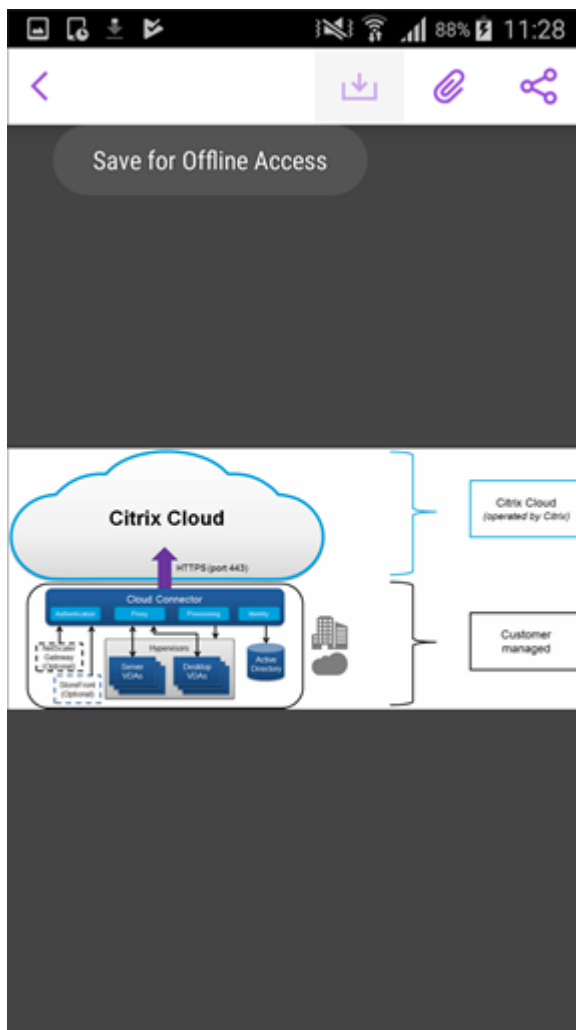 88% 11:28
Save for Offline Access
Citrix Cloud
HTTPS (port 443)
Citrix Cloud
(operated by Citrix)
Cloud Connector
Authentication Proxy Provisioning Identity
NetScaler
Gateway
(Optional)
StoreFront
(Optional)
Hypervisors
Server
VDAs
Desktop
VDAs
Active
Directory
Customer
managed